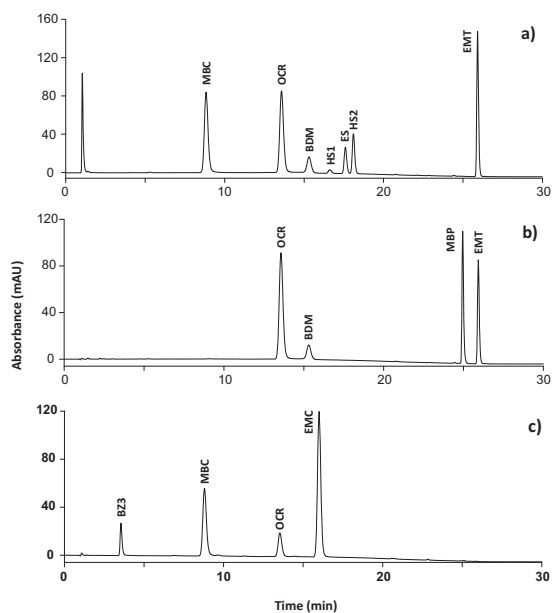 160
120
80
40
0
a)
MBC
OCR
BDM
HS1
ES
HS2
EMT
0
10
20
30
120
80
40
0
b)
OCR
BDM
MBP
EMT
0
10
20
30
Absorbance (mAU)
120
80
40
0
c)
BZ3
MBC
OCR
EMC
0
10
20
30
Time (min)